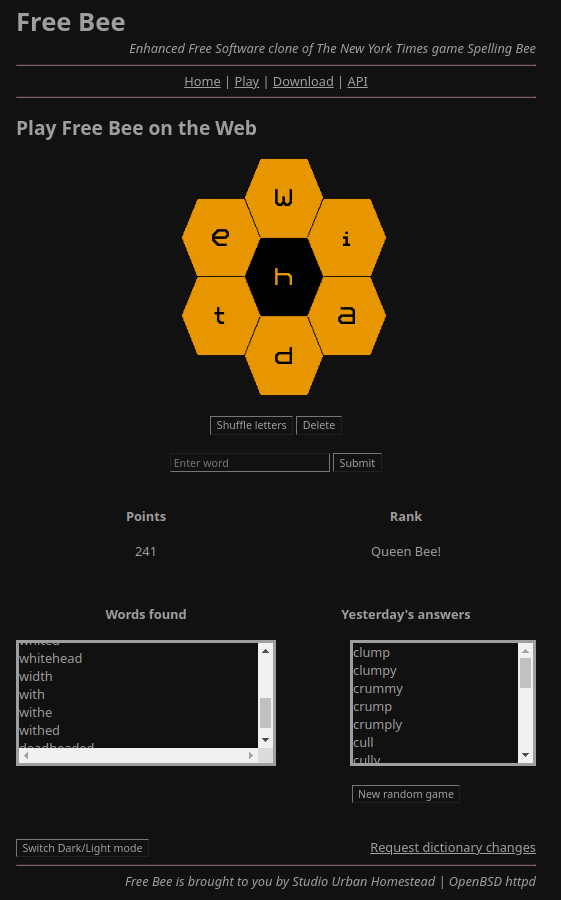 Free Bee
Enhanced Free Software clone of The New York Times game Spelling Bee
Home | Play | Download | API
Play Free Bee on the Web
w
e
i
h
t
a
d
Shuffle letters Delete
Enter word Submit
Points Rank
241 Queen Bee!
Words found Yesterday's answers
whited
whitehead
width
with
withe
withed
deadheaded
clump
clumpy
crummy
crump
crumply
cull
cully
New random game
Switch Dark/Light mode Request dictionary changes
Free Bee is brought to you by Studio Urban Homestead | OpenBSD httpd